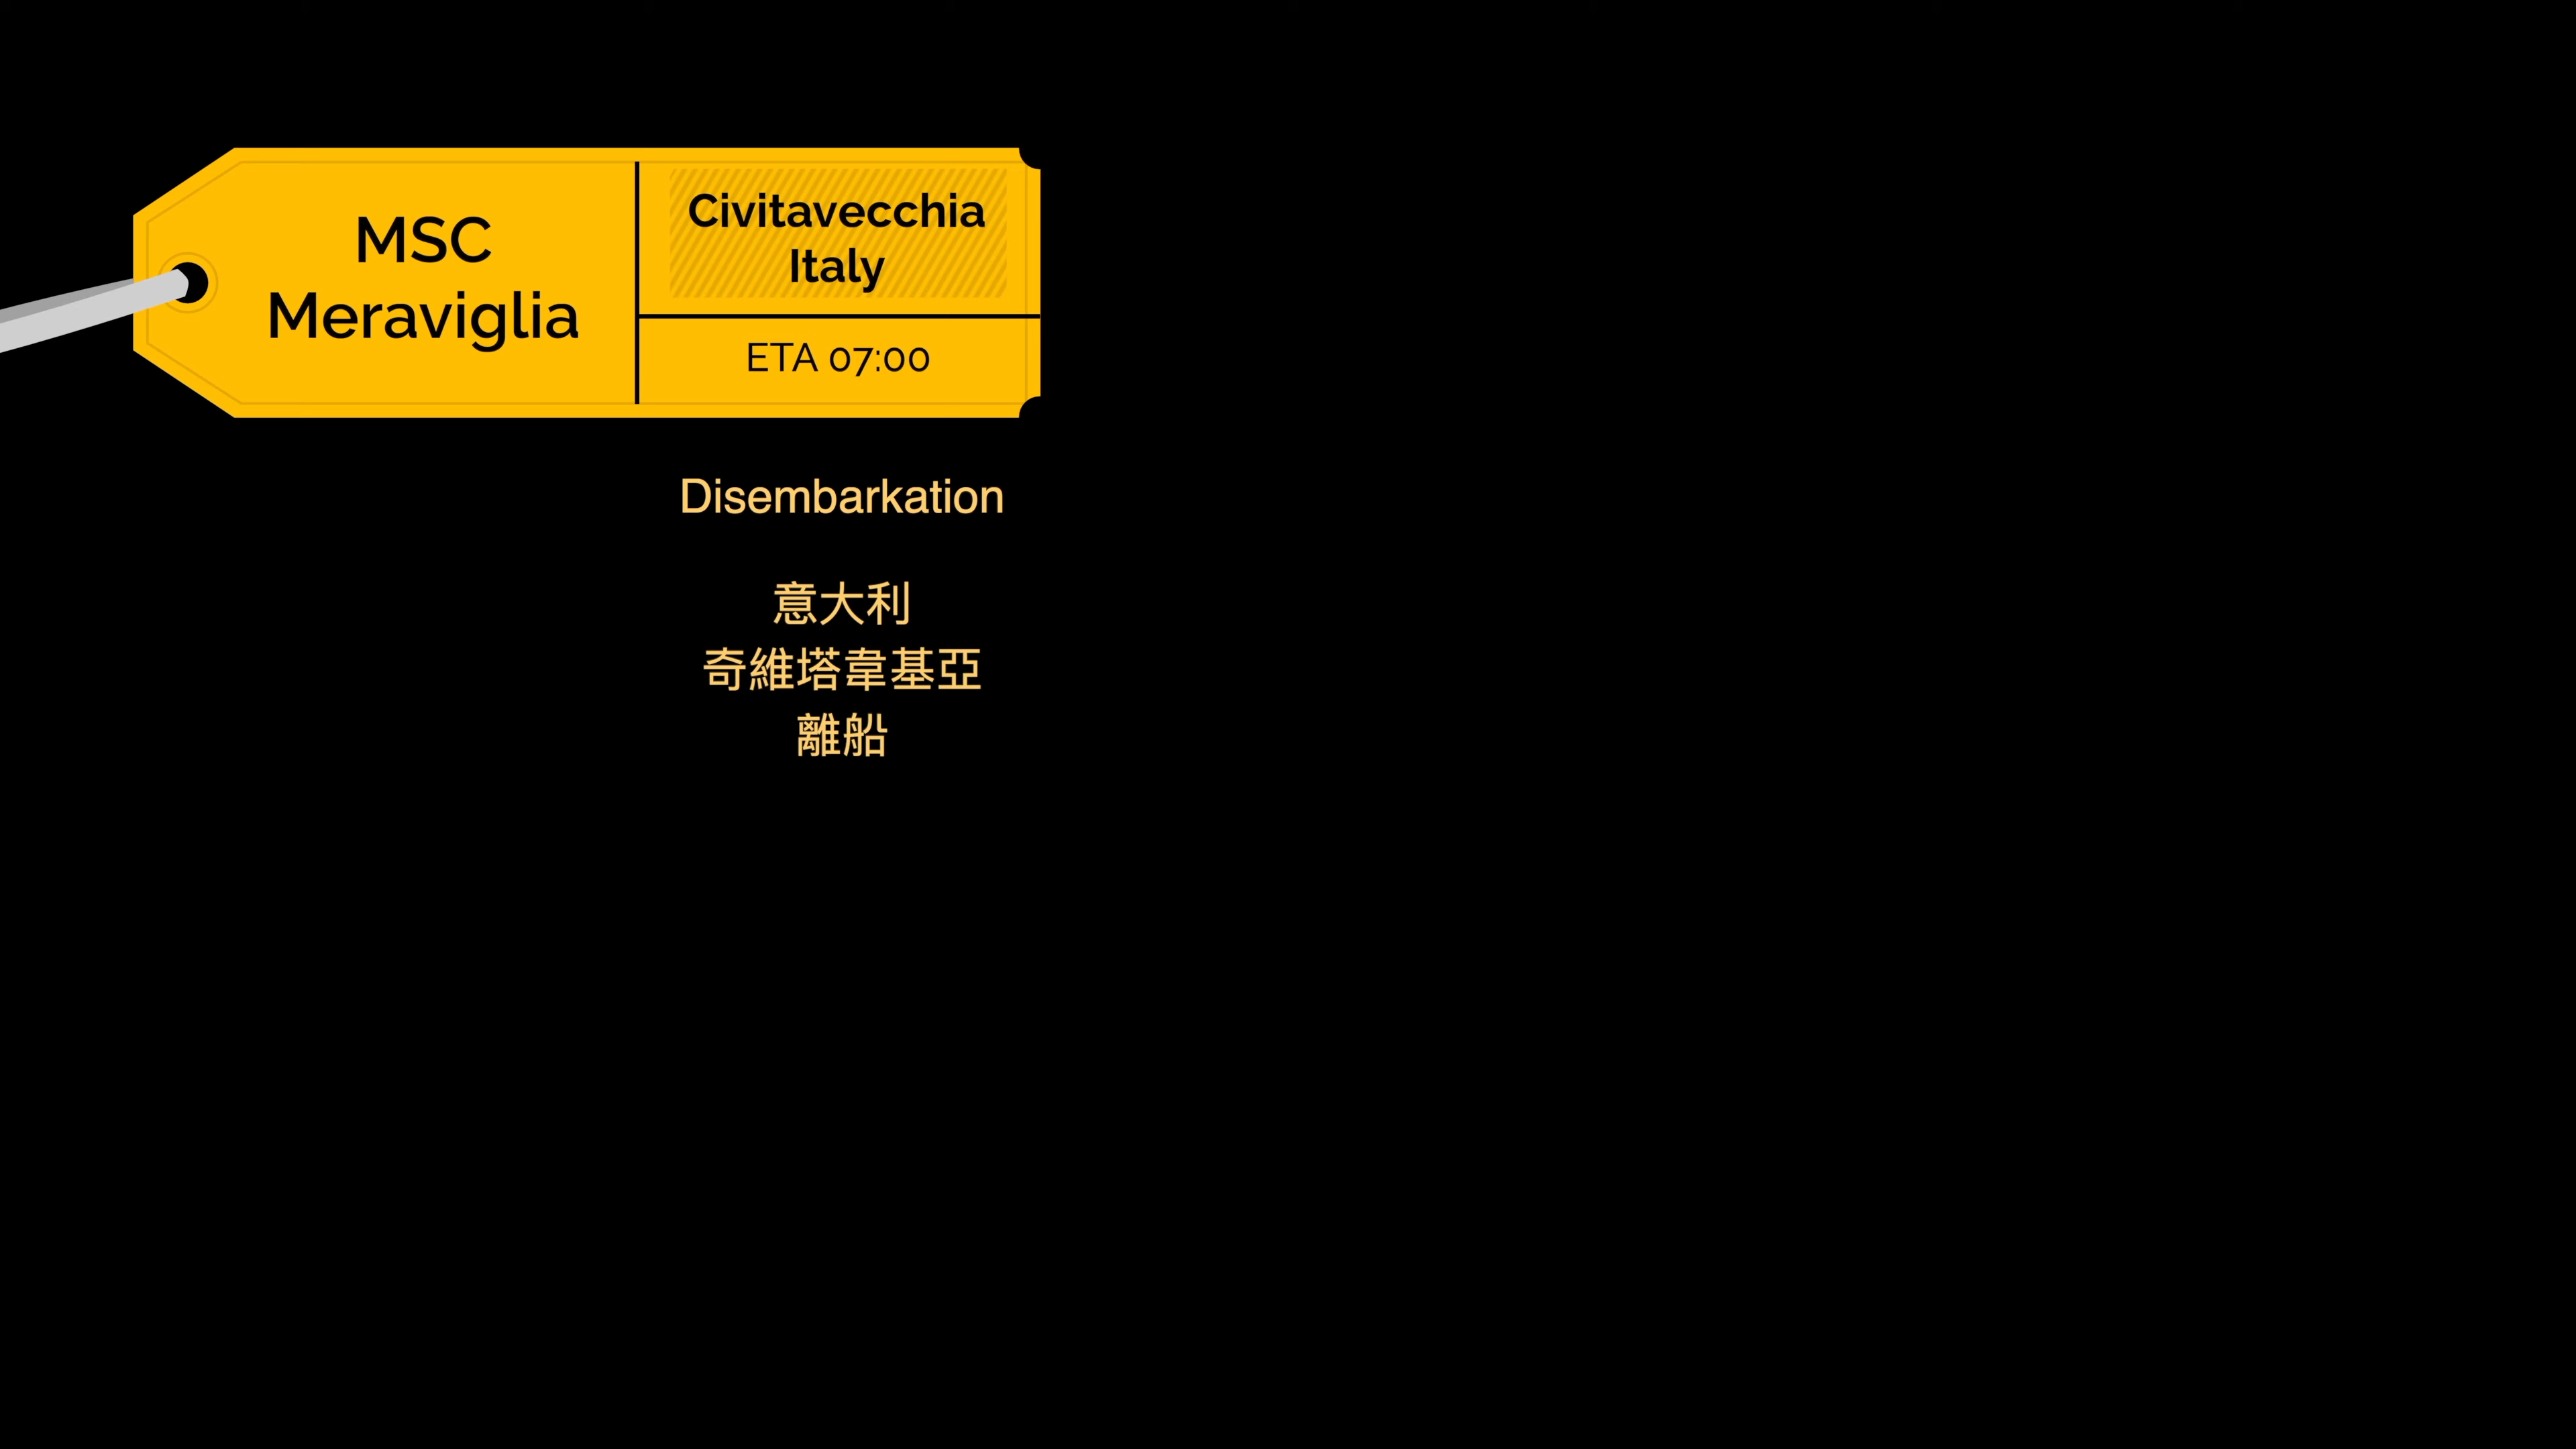 MSC
Meraviglia
Civitavecchia
Italy
ETA 07:00
Disembarkation
意大利
奇維塔韋基亞
離船